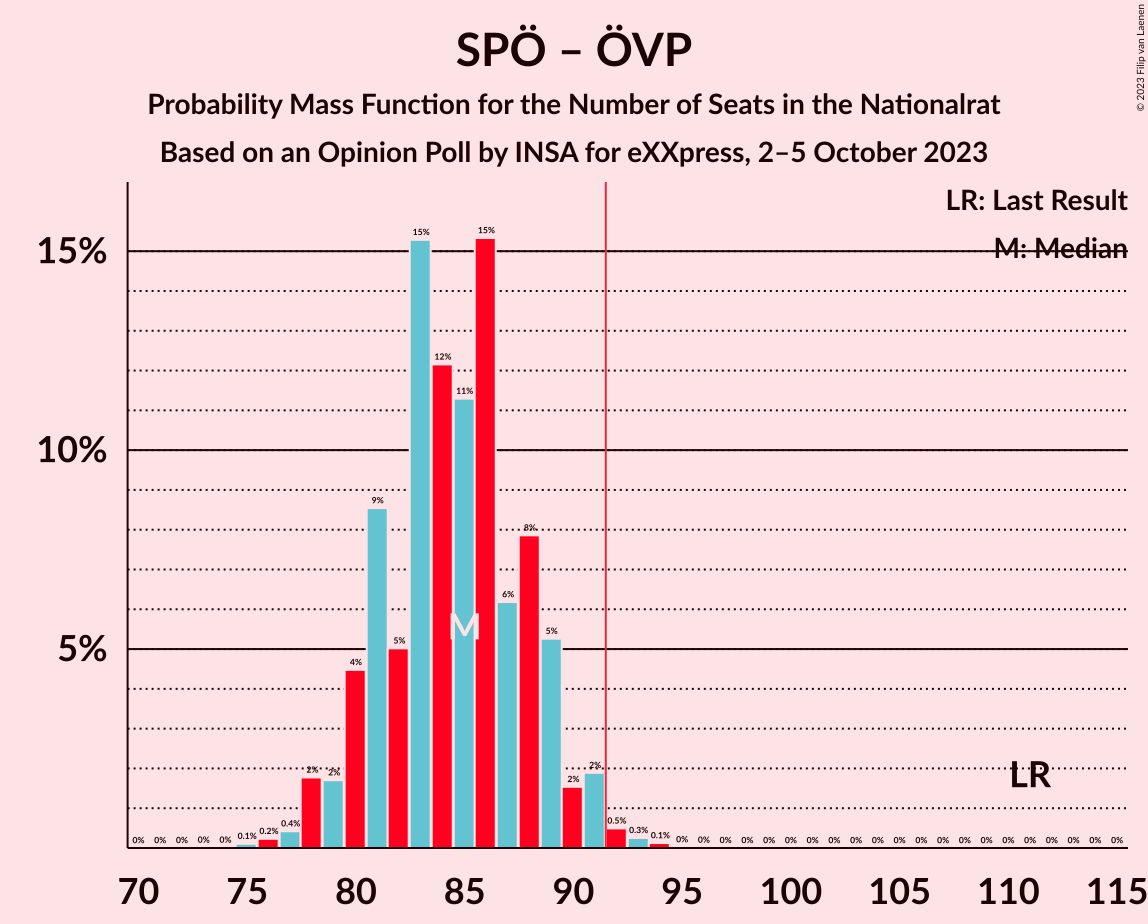 SPÖ – ÖVP
Probability Mass Function for the Number of Seats in the Nationalrat
Based on an Opinion Poll by INSA for eXXpress, 2–5 October 2023
© 2023 Filip van Laenen
LR: Last Result
M: Median
15%
10%
5%
0% 0% 0% 0% 0% 0.1% 0.2% 0.4% 2% 2% 4% 9% 5% 15% 12% 11% 15% 6% 8% 5% 2% 2% 0.5% 0.3% 0.1% 0% 0% 0% 0% 0% 0% 0% 0% 0% 0% 0% 0% 0% 0% 0% 0% 0% 0% 0% 0% 0%
M
LR
70 75 80 85 90 95 100 105 110 115